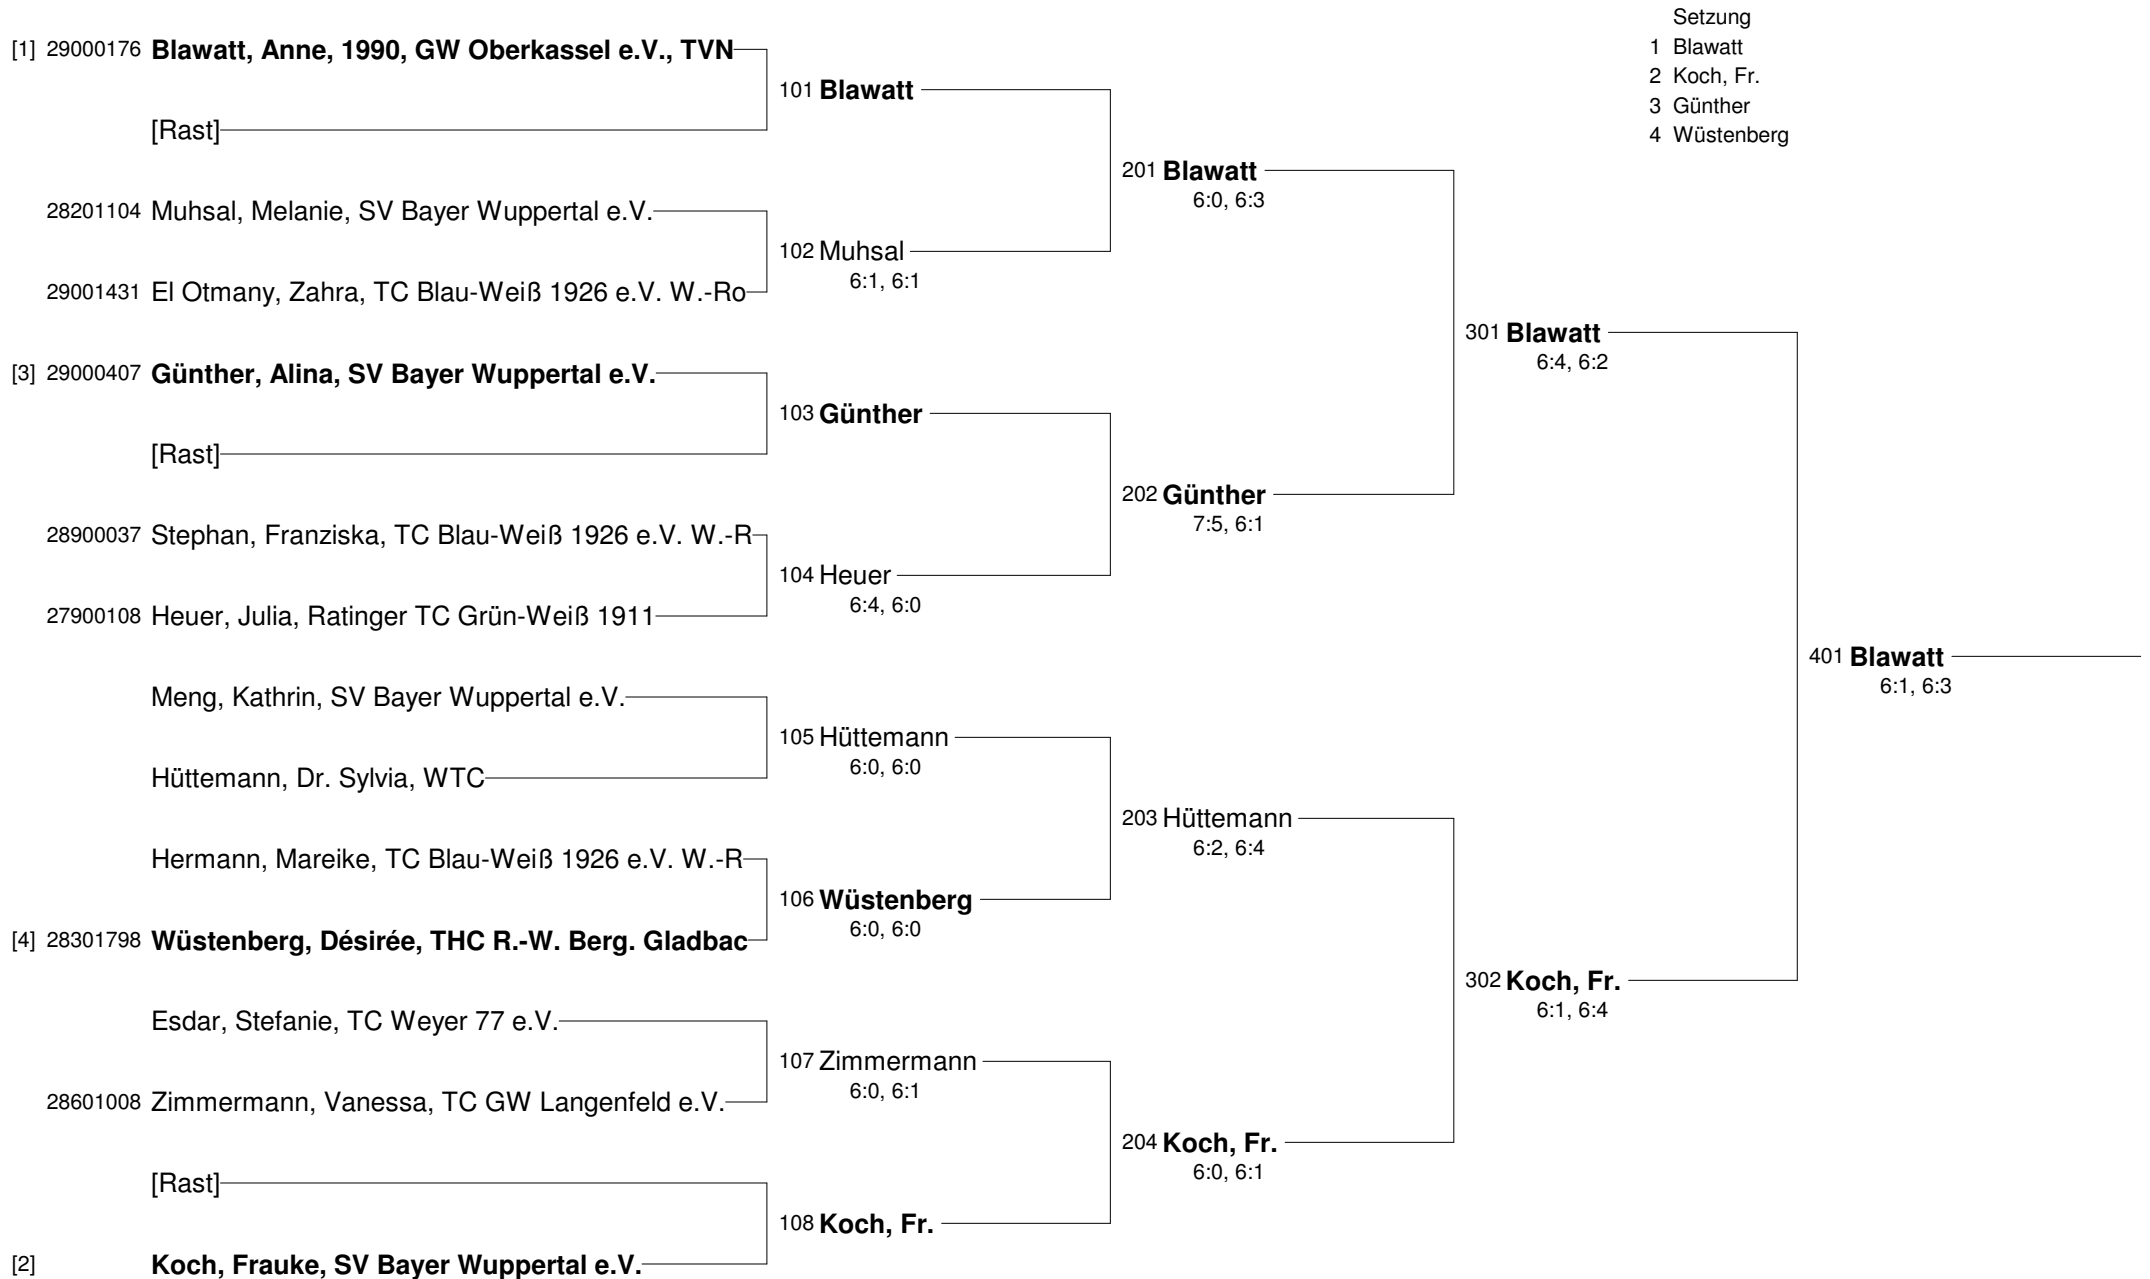 Setzung
1 Blawatt
2 Koch, Fr.
3 Günther
4 Wüstenberg
[1] 29000176 Blawatt, Anne, 1990, GW Oberkassel e.V., TVN
[Rast]
28201104 Muhsal, Melanie, SV Bayer Wuppertal e.V.
29001431 El Otmany, Zahra, TC Blau-Weiß 1926 e.V. W.-Ro
[3] 29000407 Günther, Alina, SV Bayer Wuppertal e.V.
[Rast]
28900037 Stephan, Franziska, TC Blau-Weiß 1926 e.V. W.-R
27900108 Heuer, Julia, Ratinger TC Grün-Weiß 1911
Meng, Kathrin, SV Bayer Wuppertal e.V.
Hüttemann, Dr. Sylvia, WTC
Hermann, Mareike, TC Blau-Weiß 1926 e.V. W.-R
[4] 28301798 Wüstenberg, Désirée, THC R.-W. Berg. Gladbac
Esdar, Stefanie, TC Weyer 77 e.V.
28601008 Zimmermann, Vanessa, TC GW Langenfeld e.V.
[Rast]
[2] Koch, Frauke, SV Bayer Wuppertal e.V.
101 Blawatt
102 Muhsal
6:1, 6:1
103 Günther
104 Heuer
6:4, 6:0
105 Hüttemann
6:0, 6:0
106 Wüstenberg
6:0, 6:0
107 Zimmermann
6:0, 6:1
108 Koch, Fr.
201 Blawatt
6:0, 6:3
202 Günther
7:5, 6:1
203 Hüttemann
6:2, 6:4
204 Koch, Fr.
6:0, 6:1
301 Blawatt
6:4, 6:2
302 Koch, Fr.
6:1, 6:4
401 Blawatt
6:1, 6:3